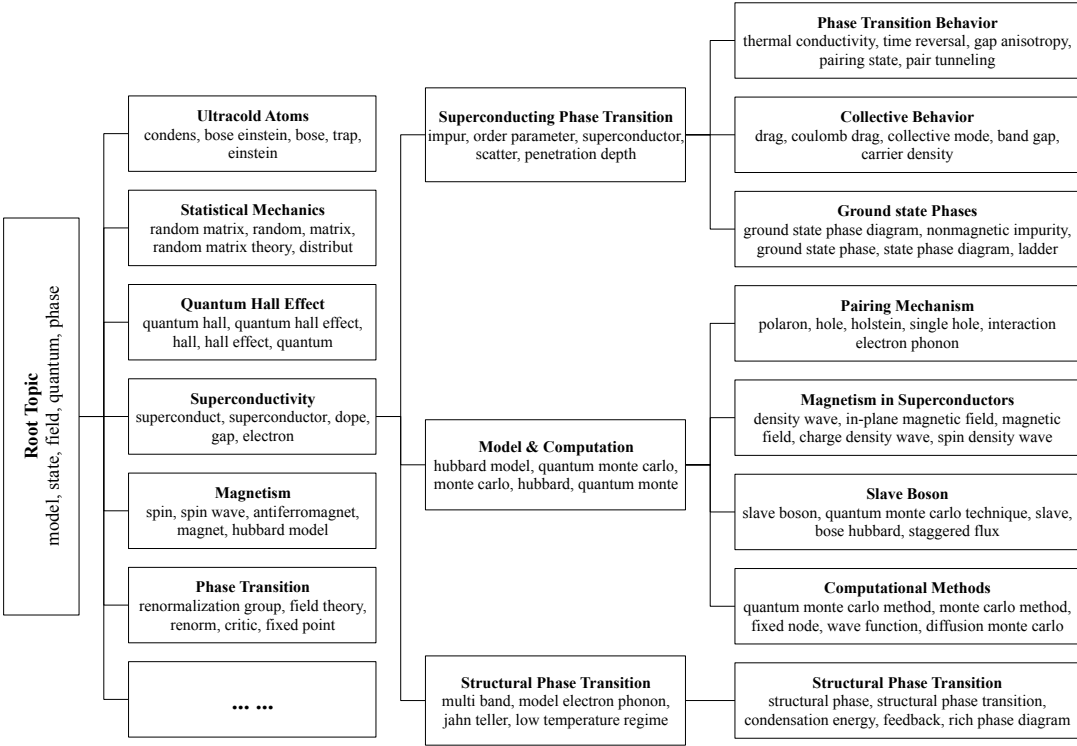 Root Topic
model, state, field, quantum, phase
Ultracold Atoms
condens, bose einstein, bose, trap,
einstein
Statistical Mechanics
random matrix, random, matrix,
random matrix theory, distribut
Quantum Hall Effect
quantum hall, quantum hall effect,
hall, hall effect, quantum
Superconductivity
superconduct, superconductor, dope,
gap, electron
Magnetism
spin, spin wave, antiferromagnet,
magnet, hubbard model
Phase Transition
renormalization group, field theory,
renorm, critic, fixed point
... ...
Superconducting Phase Transition
impur, order parameter, superconductor,
scatter, penetration depth
Model & Computation
hubbard model, quantum monte carlo,
monte carlo, hubbard, quantum monte
Structural Phase Transition
multi band, model electron phonon,
jahn teller, low temperature regime
Phase Transition Behavior
thermal conductivity, time reversal, gap anisotropy,
pairing state, pair tunneling
Collective Behavior
drag, coulomb drag, collective mode, band gap,
carrier density
Ground state Phases
ground state phase diagram, nonmagnetic impurity,
ground state phase, state phase diagram, ladder
Pairing Mechanism
polaron, hole, holstein, single hole, interaction
electron phonon
Magnetism in Superconductors
density wave, in-plane magnetic field, magnetic
field, charge density wave, spin density wave
Slave Boson
slave boson, quantum monte carlo technique, slave,
bose hubbard, staggered flux
Computational Methods
quantum monte carlo method, monte carlo method,
fixed node, wave function, diffusion monte carlo
Structural Phase Transition
structural phase, structural phase transition,
condensation energy, feedback, rich phase diagram